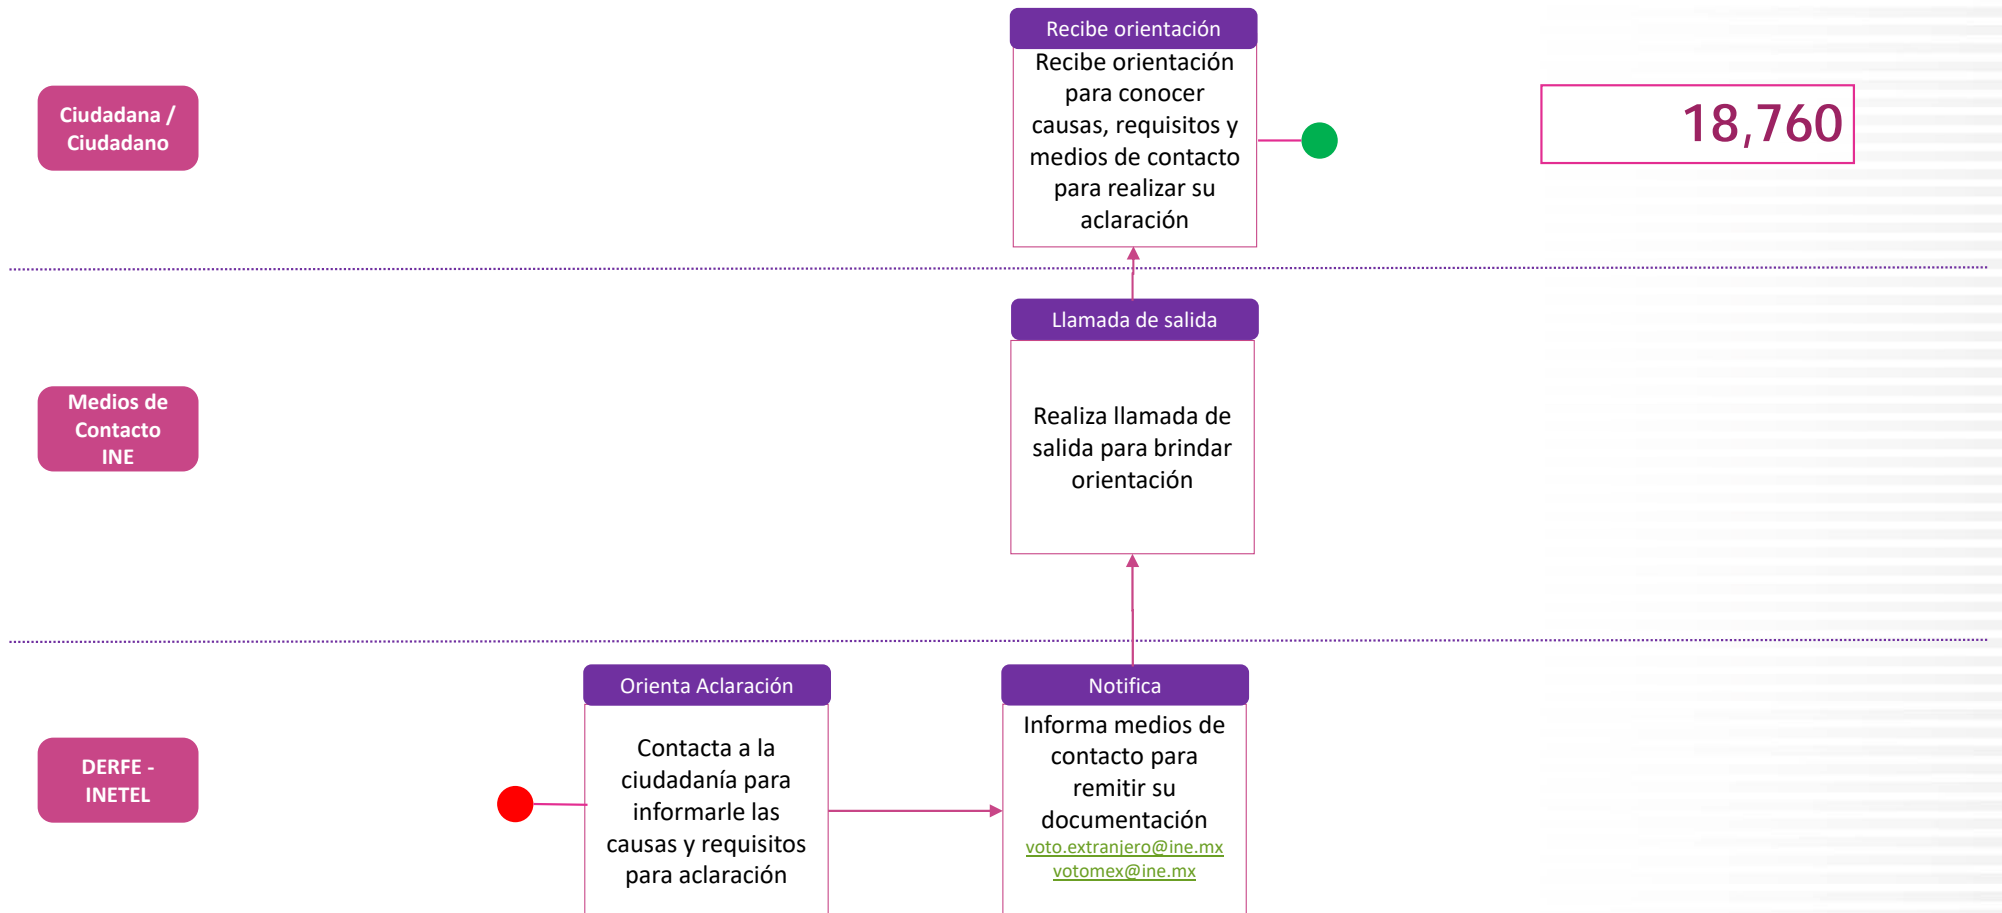 Recibe orientación
Recibe orientación
para conocer
causas, requisitos y
medios de contacto
para realizar su
aclaración
Ciudadana /
Ciudadano
18,760
Llamada de salida
Realiza llamada de
salida para brindar
orientación
Medios de
Contacto
INE
Orienta Aclaración
Contacta a la
ciudadanía para
informarle las
causas y requisitos
para aclaración
Notifica
Informa medios de
contacto para
remitir su
documentación
voto.extranjero@ine.mx
votomex@ine.mx
DERFE -
INETEL